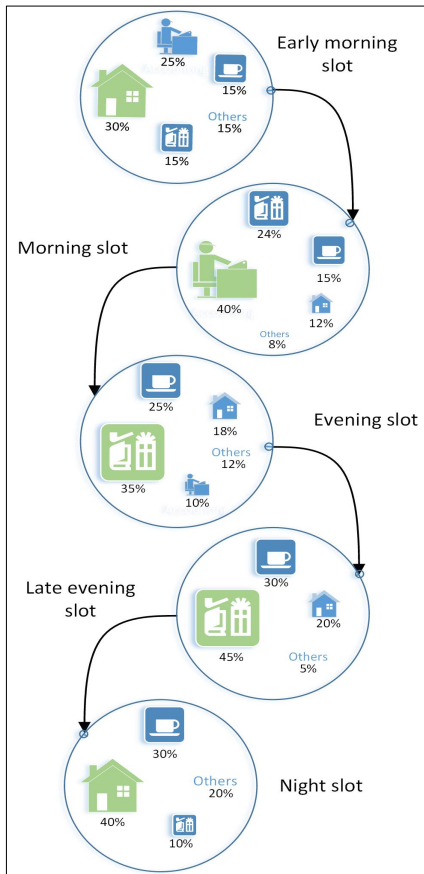 25%
Early morning
slot
15%
30%
Others
15%
15%
24%
Morning slot
15%
40%
12%
Others
8%
25%
18%
Evening slot
Others
12%
35%
10%
30%
Late evening
slot
20%
45%
Others
5%
30%
Others
20%
Night slot
40%
10%